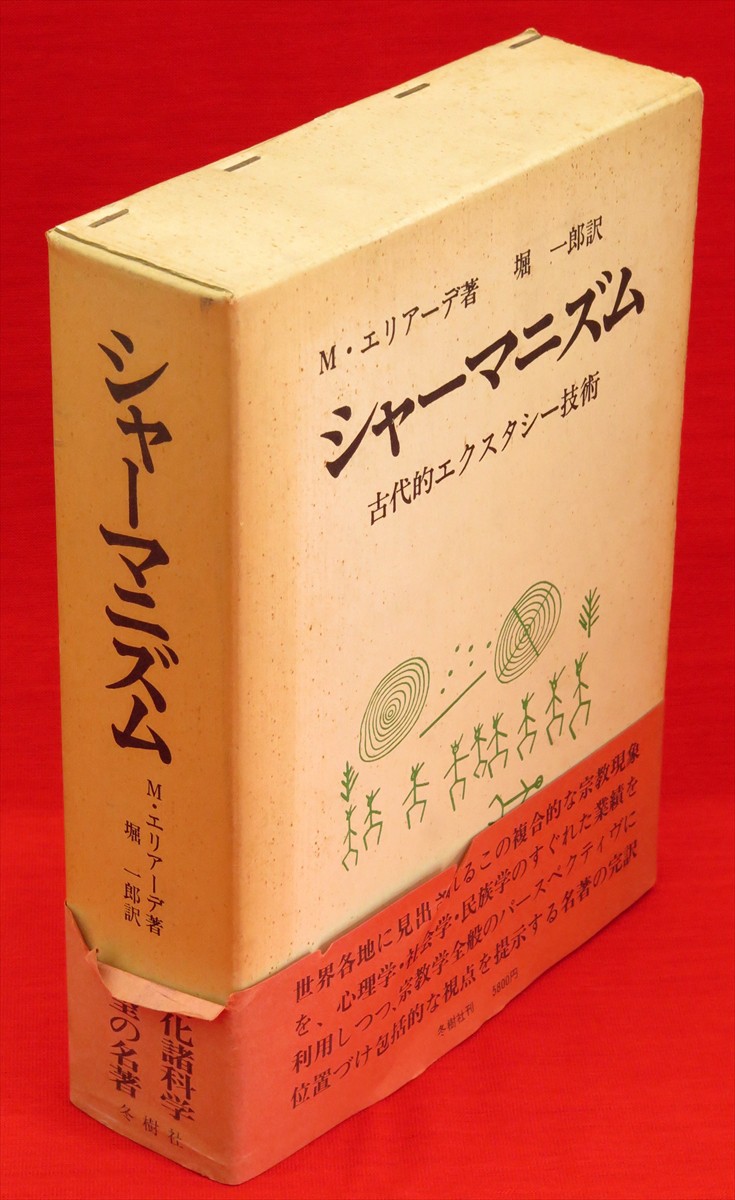 M・エリアーデ著 堀 一郎訳
シャーマニズム
古代的エクスタシー技術
世界各地に見出されるこの複合的な宗教現象
を、心理学・社会学・民族学のすぐれた業績を
利用しつつ、宗教学全般のパースペクティヴに
位置づけ包括的な視点を提示する名著の完訳
冬樹社刊 5800円
シャーマニズム
M・エリアーデ著
堀 一郎訳
化諸科学
望の名著
冬樹社